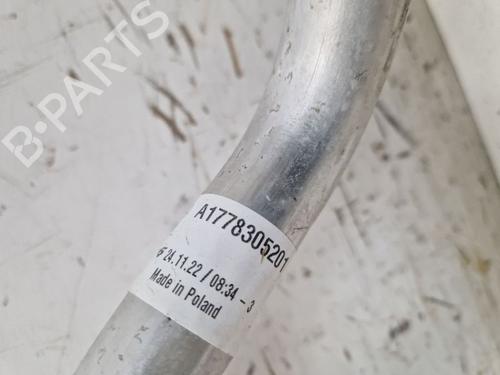 B-PARTS
A1778305201
24.11.22 / 08:34 - 3
Made in Poland